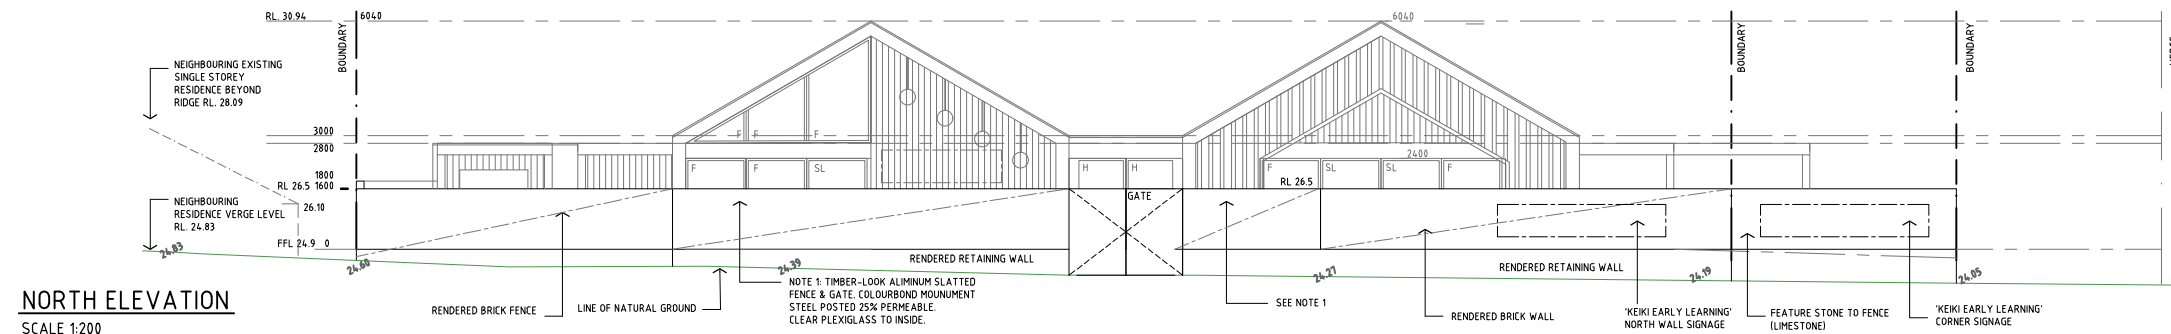 RL. 30.94
6040
6040
BOUNDARY
BOUNDARY
BOUNDARY
NEIGHBOURING EXISTING
SINGLE STOREY
RESIDENCE BEYOND
RIDGE RL. 28.09
3000
2800
1800
RL 26.5 1600
F
F
F
F
F
SL
H
H
2400
F
SL
SL
F
RL 26.5
GATE
NEIGHBOURING
RESIDENCE VERGE LEVEL
RL. 24.83
26.10
FFL 24.9 0
24.83
24.60
24.39
24.27
24.19
24.05
RENDERED RETAINING WALL
RENDERED RETAINING WALL
RENDERED BRICK FENCE
LINE OF NATURAL GROUND
NOTE 1: TIMBER-LOOK ALIMINUM SLATTED
FENCE & GATE. COLOURBOND MOUNUMENT
STEEL POSTED 25% PERMEABLE.
CLEAR PLEXIGLASS TO INSIDE.
SEE NOTE 1
RENDERED BRICK WALL
'KEIKI EARLY LEARNING'
NORTH WALL SIGNAGE
FEATURE STONE TO FENCE
(LIMESTONE)
'KEIKI EARLY LEARNING'
CORNER SIGNAGE
NORTH ELEVATION
SCALE 1:200